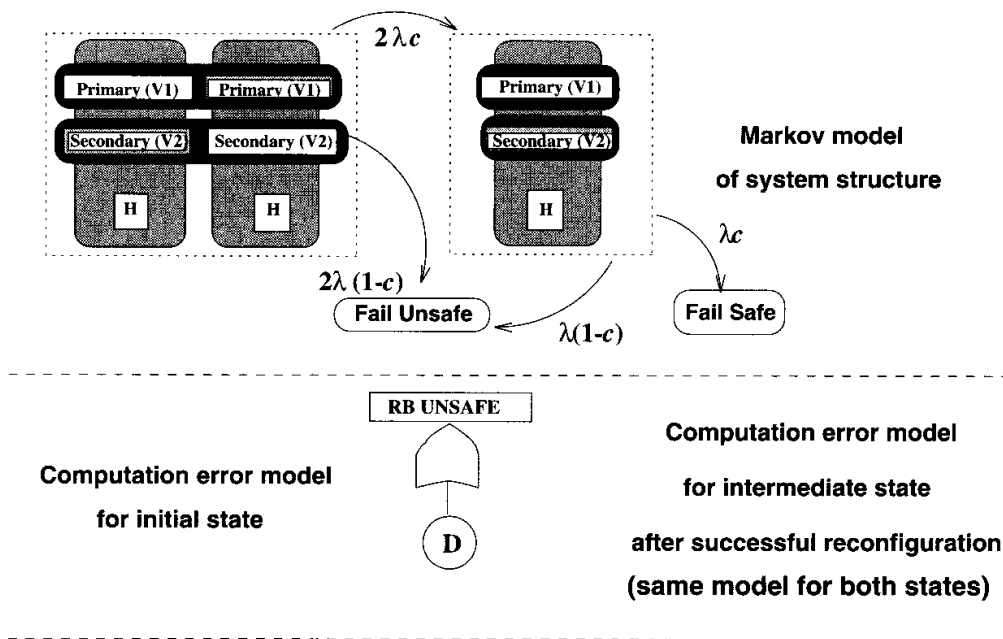 2λc
Primary (V1) Primary (V1)
Secondary (V2) Secondary (V2)
H H
Primary (V1)
Secondary (V2)
H
Markov model
of system structure
λc
2λ(1-c)
Fail Unsafe
λ(1-c)
Fail Safe
RB UNSAFE
D
Computation error model
for initial state
Computation error model
for intermediate state
after successful reconfiguration
(same model for both states)